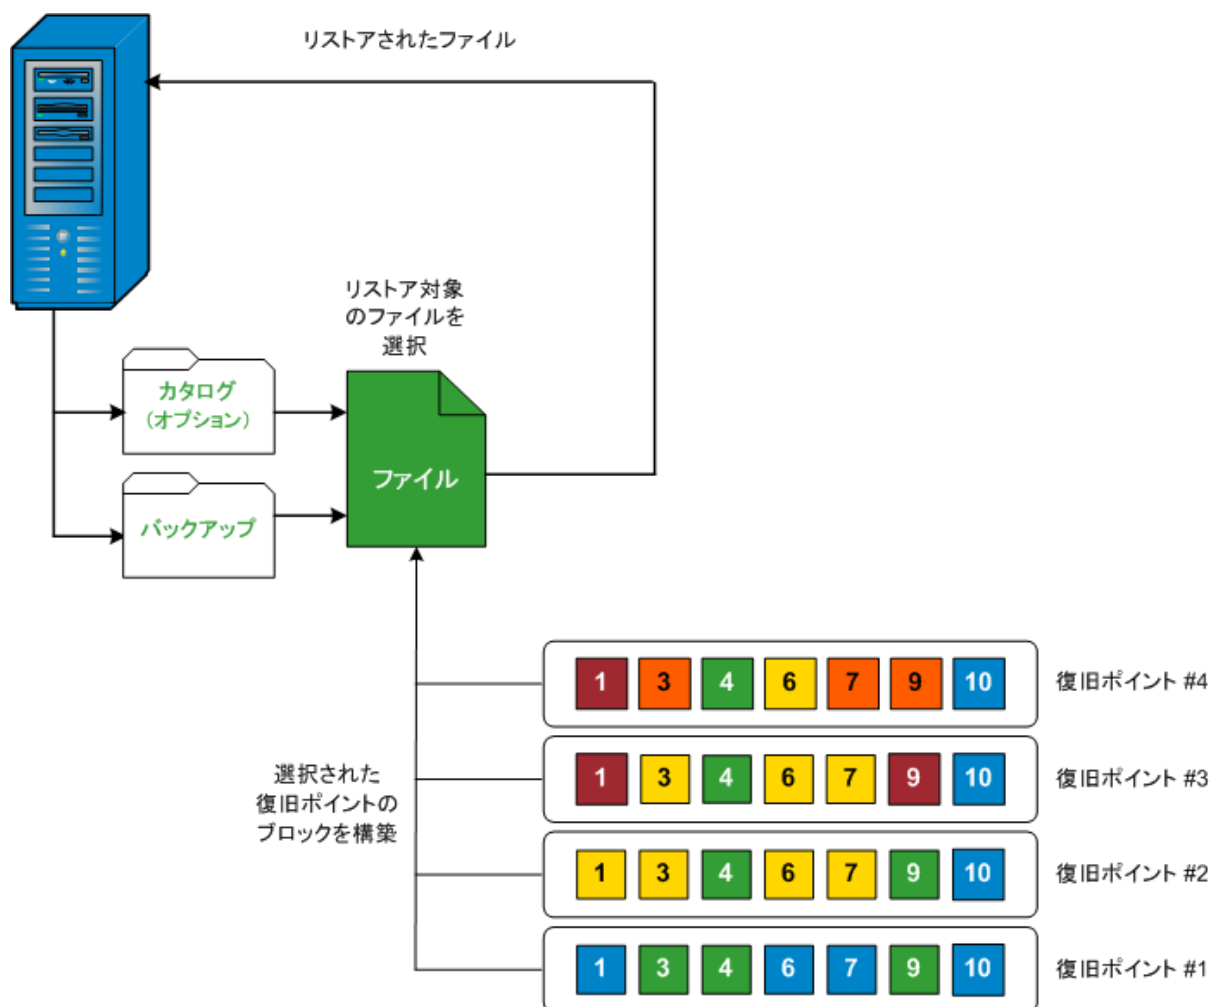 リストアされたファイル
リストア対象
のファイルを
選択
カタログ
(オプション)
ファイル
バックアップ
1 3 4 6 7 9 10 復旧ポイント #4
選択された
復旧ポイントの
ブロックを構築
1 3 4 6 7 9 10 復旧ポイント #3
1 3 4 6 7 9 10 復旧ポイント #2
1 3 4 6 7 9 10 復旧ポイント #1